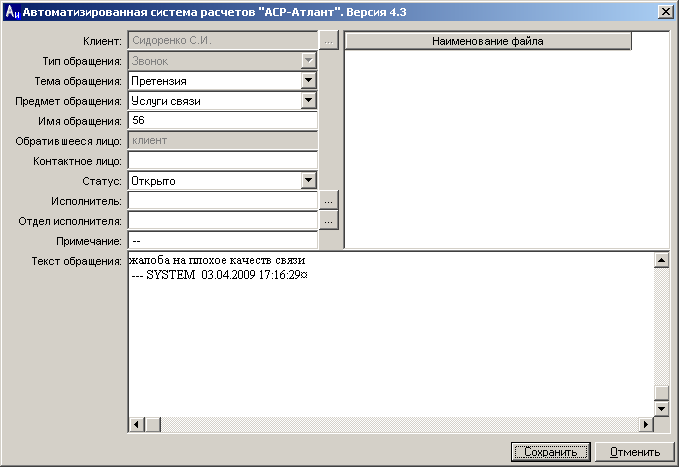 Aи Автоматизированная система расчетов "АСР-Атлант". Версия 4.3
Клиент: Сидоренко С.И. ...
Тип обращения: Звонок
Тема обращения: Претензия
Предмет обращения: Услуги связи
Имя обращения: 56
Обратившееся лицо: клиент
Контактное лицо:
Статус: Открыто
Исполнитель: ...
Отдел исполнителя: ...
Примечание: --
Наименование файла
Текст обращения: жалоба на плохое качеств связи
--- SYSTEM 03.04.2009 17:16:29¤
Сохранить Отменить